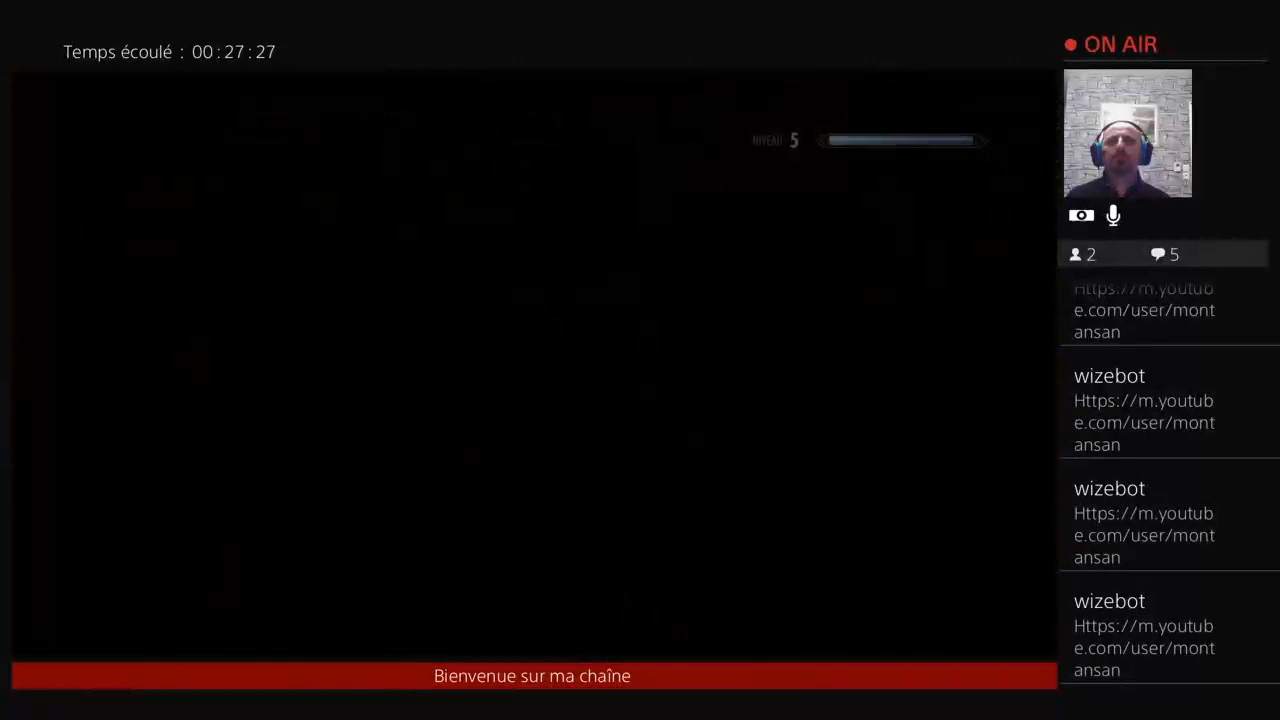 Temps écoulé : 00:27:27
ON AIR
NIVEAU 5
2 5
Https://m.youtub
e.com/user/mont
ansan
wizebot
Https://m.youtub
e.com/user/mont
ansan
wizebot
Https://m.youtub
e.com/user/mont
ansan
wizebot
Https://m.youtub
e.com/user/mont
ansan
Bienvenue sur ma chaîne